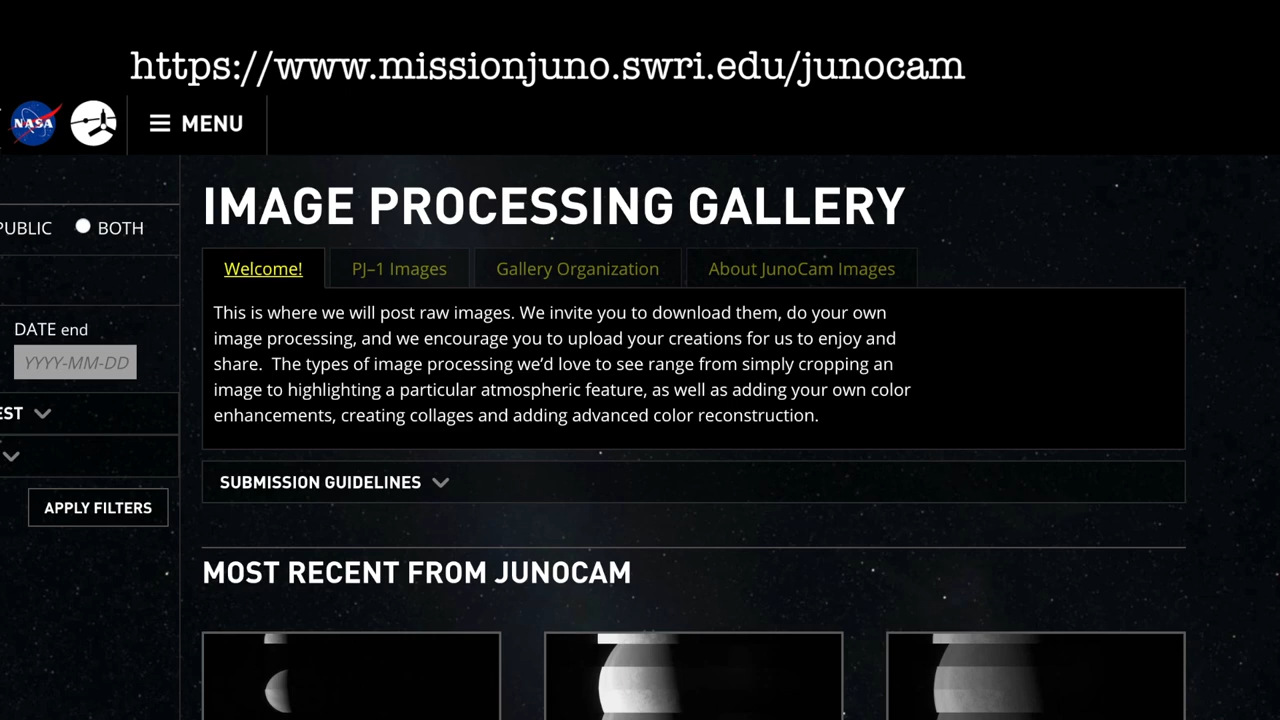 https://www.missionjuno.swri.edu/junocam
NASA
MENU
IMAGE PROCESSING GALLERY
PUBLIC BOTH
Welcome! PJ–1 Images Gallery Organization About JunoCam Images
This is where we will post raw images. We invite you to download them, do your own
image processing, and we encourage you to upload your creations for us to enjoy and
share. The types of image processing we’d love to see range from simply cropping an
image to highlighting a particular atmospheric feature, as well as adding your own color
enhancements, creating collages and adding advanced color reconstruction.
DATE end
YYYY-MM-DD
EST
APPLY FILTERS
SUBMISSION GUIDELINES
MOST RECENT FROM JUNOCAM